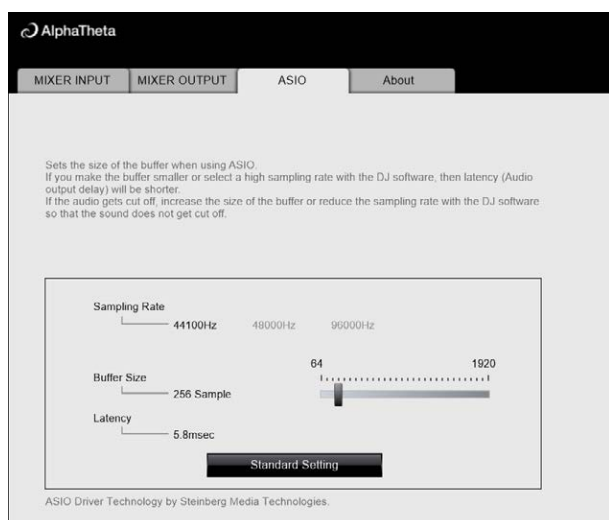 AlphaTheta
MIXER INPUT MIXER OUTPUT ASIO About
Sets the size of the buffer when using ASIO.
If you make the buffer smaller or select a high sampling rate with the DJ software, then latency (Audio
output delay) will be shorter.
If the audio gets cut off, increase the size of the buffer or reduce the sampling rate with the DJ software
so that the sound does not get cut off.
Sampling Rate
44100Hz 48000Hz 96000Hz
64 1920
Buffer Size
256 Sample
Latency
5.8msec
Standard Setting
ASIO Driver Technology by Steinberg Media Technologies.